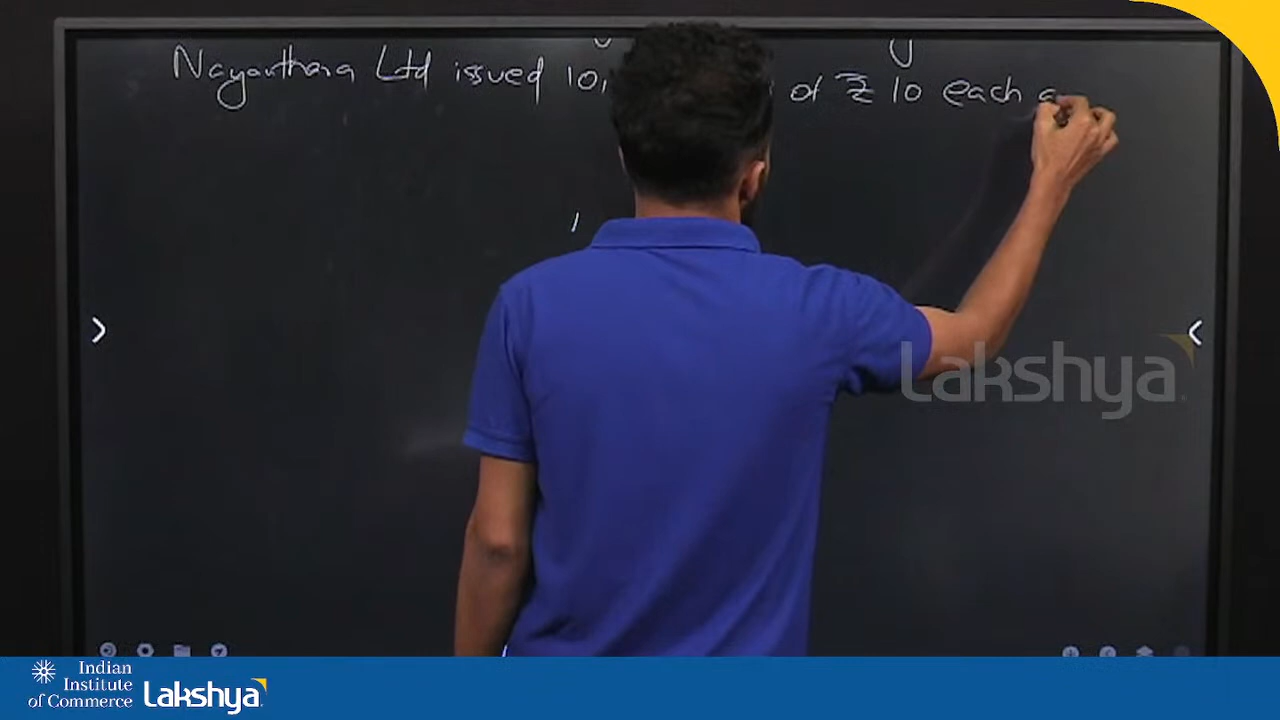 Nayanthara Ltd issued 10, of ₹ 10 each a
Lakshya
Indian
Institute
of Commerce
Lakshya